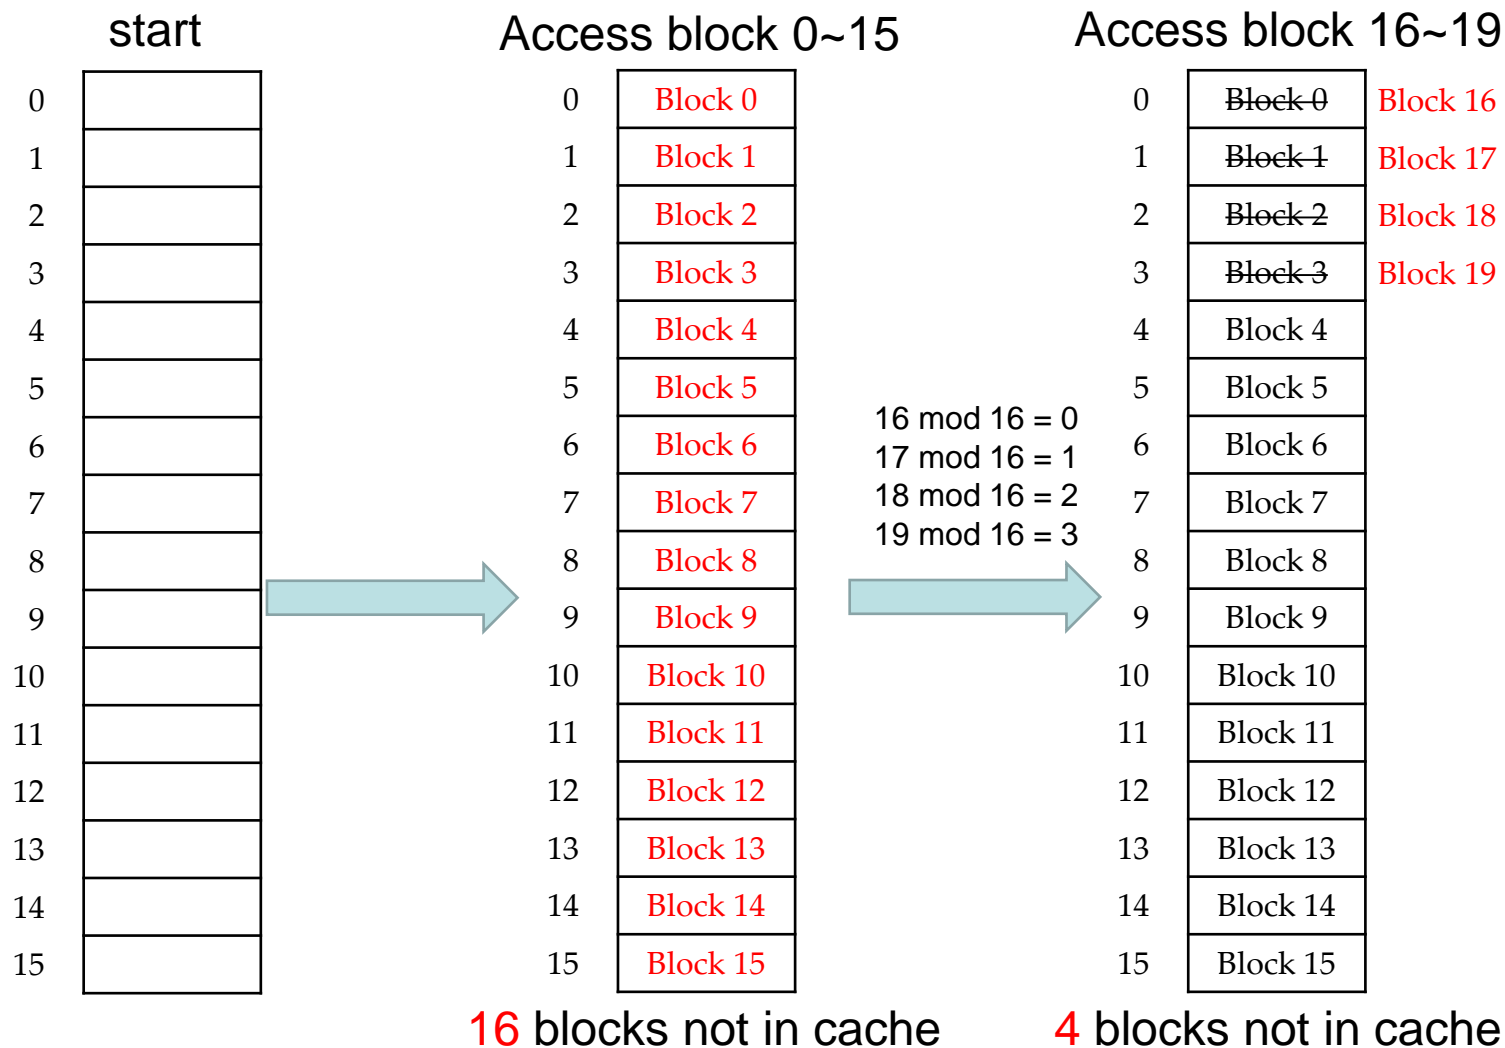 start
0
1
2
3
4
5
6
7
8
9
10
11
12
13
14
15
Access block 0~15
0 Block 0
1 Block 1
2 Block 2
3 Block 3
4 Block 4
5 Block 5
6 Block 6
7 Block 7
8 Block 8
9 Block 9
10 Block 10
11 Block 11
12 Block 12
13 Block 13
14 Block 14
15 Block 15
16 blocks not in cache
16 mod 16 = 0
17 mod 16 = 1
18 mod 16 = 2
19 mod 16 = 3
Access block 16~19
0 Block 0 Block 16
1 Block 1 Block 17
2 Block 2 Block 18
3 Block 3 Block 19
4 Block 4
5 Block 5
6 Block 6
7 Block 7
8 Block 8
9 Block 9
10 Block 10
11 Block 11
12 Block 12
13 Block 13
14 Block 14
15 Block 15
4 blocks not in cache